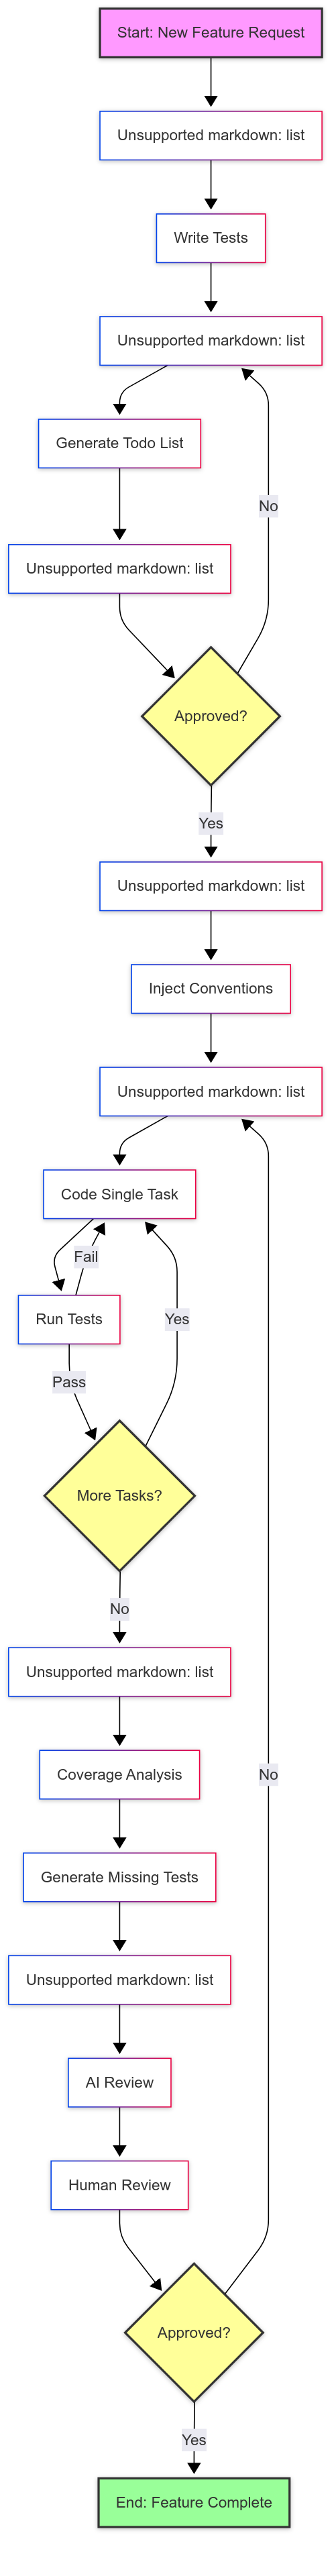 Start: New Feature Request
Unsupported markdown: list
Write Tests
Unsupported markdown: list
Generate Todo List
No
Unsupported markdown: list
Approved?
Yes
Unsupported markdown: list
Inject Conventions
Unsupported markdown: list
Code Single Task
Fail
Run Tests
Yes
Pass
More Tasks?
No
Unsupported markdown: list
Coverage Analysis
No
Generate Missing Tests
Unsupported markdown: list
AI Review
Human Review
Approved?
Yes
End: Feature Complete